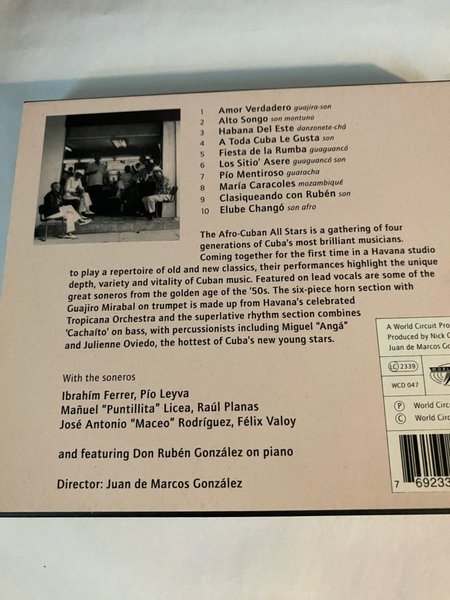 1 Amor Verdadero guajira-son
2 Alto Songo son montuno
3 Habana Del Este danzonete-chá
4 A Toda Cuba Le Gusta son
5 Fiesta de la Rumba guaguancó
6 Los Sitio' Asere guaguancó son
7 Pío Mentiroso guaracha
8 María Caracoles mozambiqué
9 Clasiqueando con Rubén son
10 Elube Changó son afro
The Afro-Cuban All Stars is a gathering of four
generations of Cuba's most brilliant musicians.
Coming together for the first time in a Havana studio
to play a repertoire of old and new classics, their performances highlight the unique
depth, variety and vitality of Cuban music. Featured on lead vocals are some of the
great soneros from the golden age of the '50s. The six-piece horn section with
Guajiro Mirabal on trumpet is made up from Havana's celebrated
Tropicana Orchestra and the superlative rhythm section combines
'Cachaíto' on bass, with percussionists including Miguel "Angá"
and Julienne Oviedo, the hottest of Cuba's new young stars.
With the soneros
Ibrahím Ferrer, Pío Leyva
Mañuel "Puntillita" Licea, Raúl Planas
José Antonio "Maceo" Rodríguez, Félix Valoy
and featuring Don Rubén González on piano
Director: Juan de Marcos González
A World Circuit Pro
Produced by Nick G
Juan de Marcos Gon
LC 2339
WCD 047
WORL
P World Circu
C World Circ
7 69233